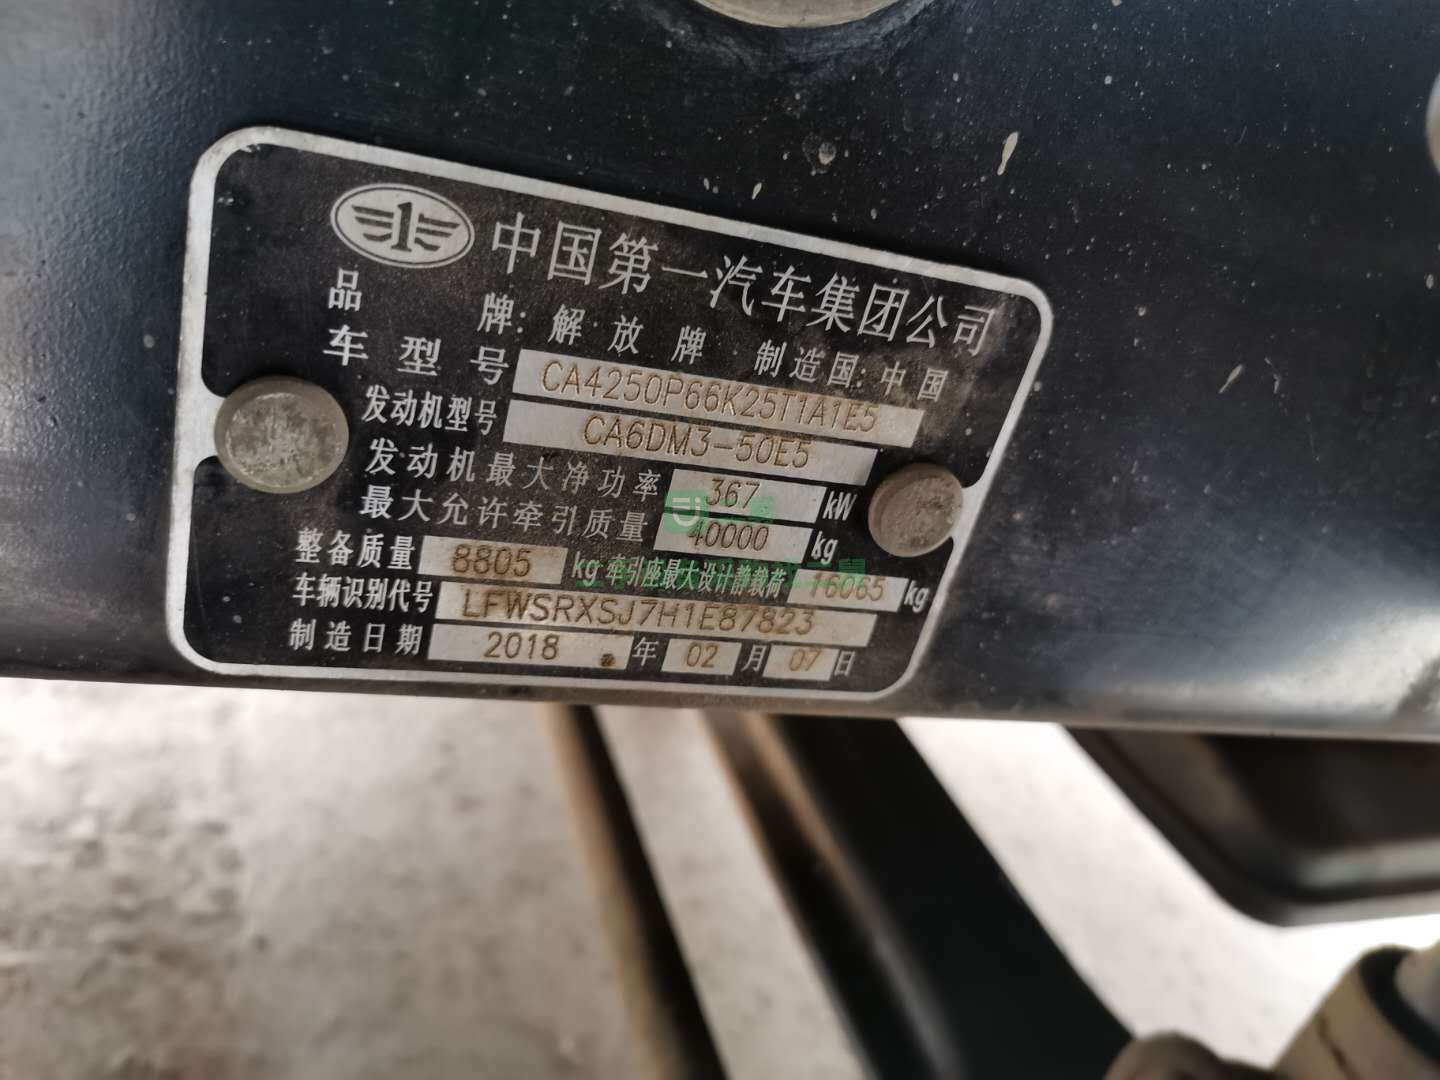 1 中国第一汽车集团公司
品牌: 解放牌 制造国: 中国
车型号 CA4250P66K25T1A1E5
发动机型号 CA6DM3-50E5
发动机最大净功率 367 kW
最大允许牵引质量 40000 kg
整备质量 8805 kg 牵引座最大设计静载荷 16065 kg
车辆识别代号 LFWSRXSJ7H1E87823
制造日期 2018 年 02 月 07 日